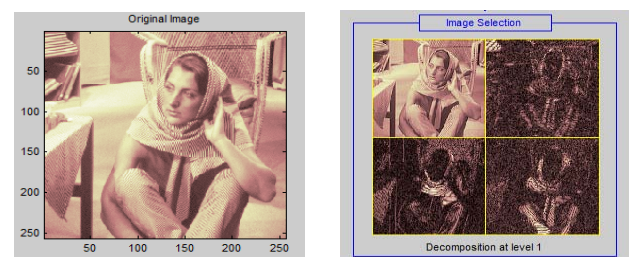 Original Image
50
100
150
200
250
50 100 150 200 250
Image Selection
Decomposition at level 1